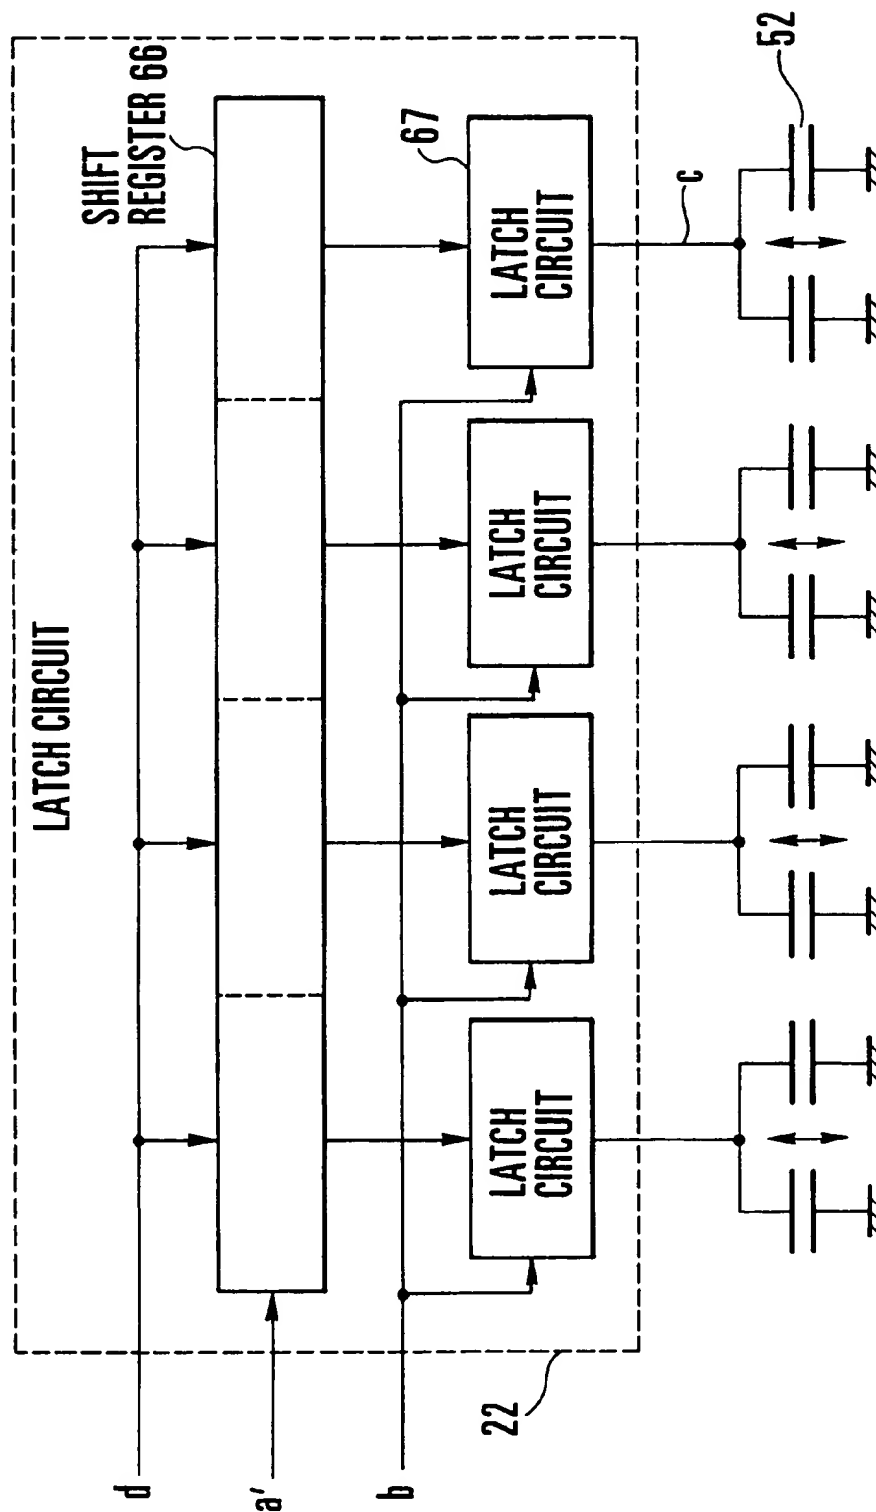 LATCH CIRCUIT
SHIFT
REGISTER 66
d
a'
b
67
LATCH
CIRCUIT
LATCH
CIRCUIT
LATCH
CIRCUIT
LATCH
CIRCUIT
22
c
52